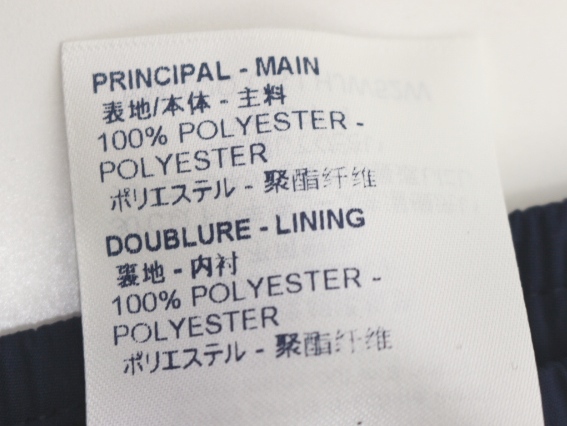 PRINCIPAL - MAIN
表地/本体 - 主料
100% POLYESTER -
POLYESTER
ポリエステル - 聚酯纤维
DOUBLURE - LINING
裏地 - 内衬
100% POLYESTER -
POLYESTER
ポリエステル - 聚酯纤维